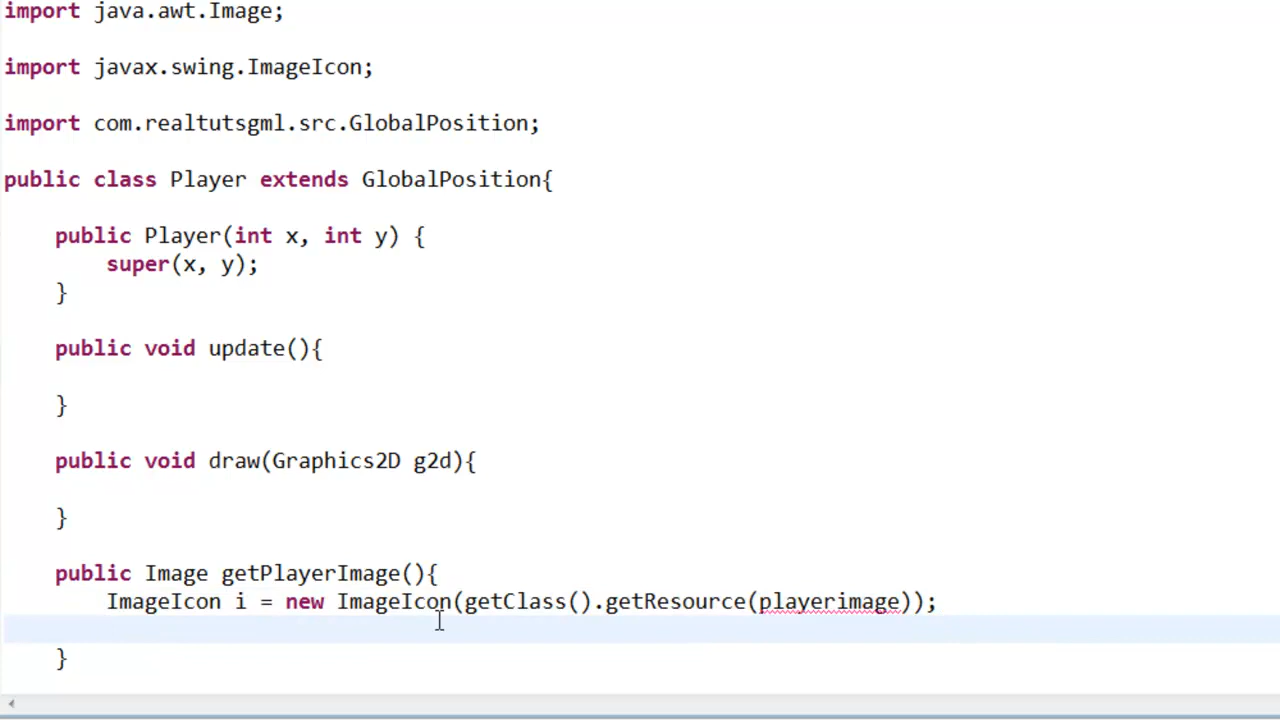 import java.awt.Image;
import javax.swing.ImageIcon;
import com.realtutsgml.src.GlobalPosition;
public class Player extends GlobalPosition{
public Player(int x, int y) {
super(x, y);
}
public void update(){
}
public void draw(Graphics2D g2d){
}
public Image getPlayerImage(){
ImageIcon i = new ImageIcon(getClass().getResource(playerimage));
}